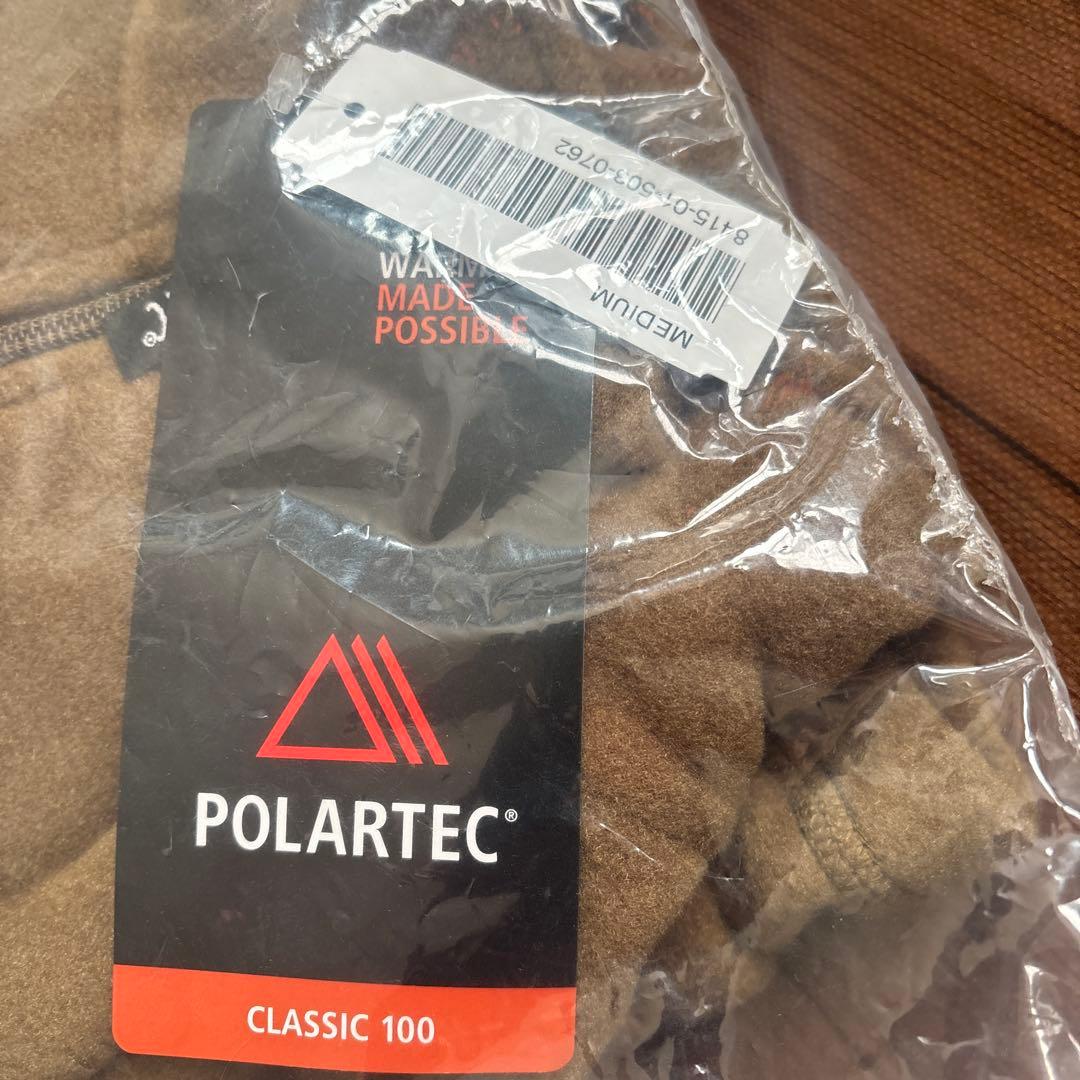 8415-01-503-0762
MEDIUM
MADE
POSSIBLE
POLARTEC®
CLASSIC 100